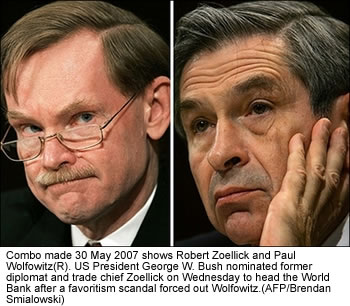 Combo made 30 May 2007 shows Robert Zoellick and Paul
Wolfowitz(R). US President George W. Bush nominated former
diplomat and trade chief Zoellick on Wednesday to head the World
Bank after a favoritism scandal forced out Wolfowitz.(AFP/Brendan
Smialowski)